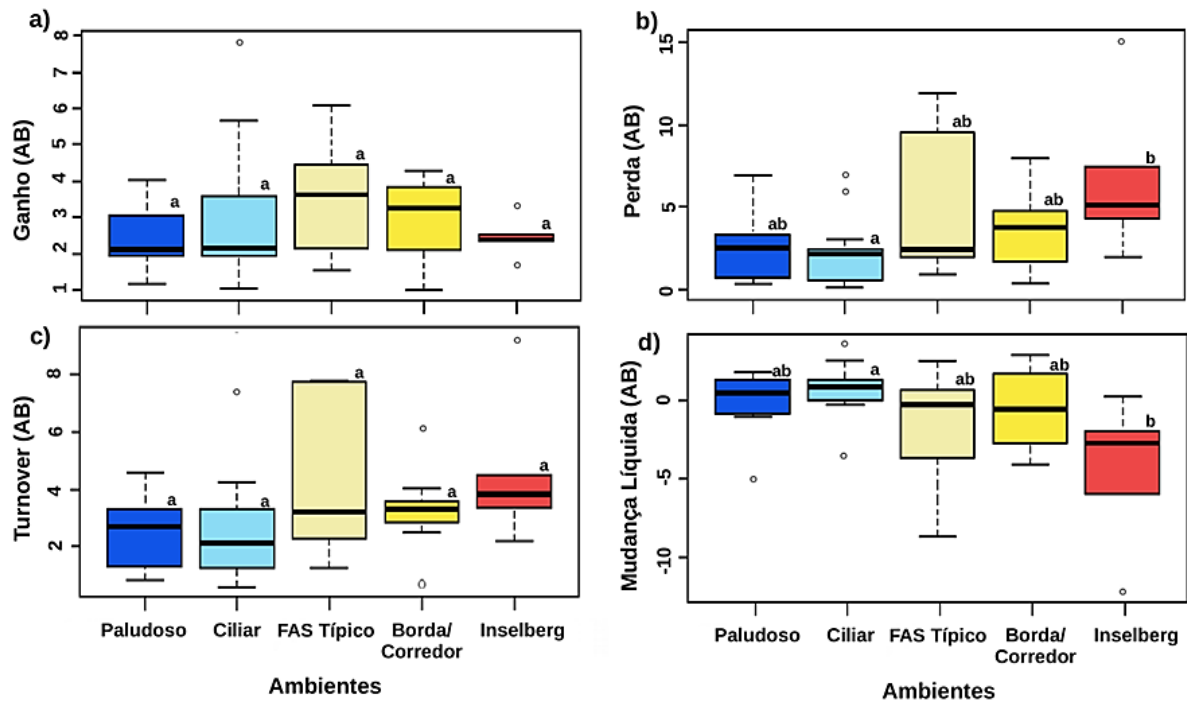 a)
Ganho (AB)
8
7
6
5
4
3
2
1
a
a
a
a
a
b)
Perda (AB)
15
10
5
0
ab
a
ab
ab
b
c)
Turnover (AB)
8
6
4
2
a
a
a
a
a
Paludoso
Ciliar
FAS Típico
Borda/
Corredor
Inselberg
Ambientes
d)
Mudança Líquida (AB)
0
-5
-10
ab
a
ab
ab
b
Paludoso
Ciliar
FAS Típico
Borda/
Corredor
Inselberg
Ambientes